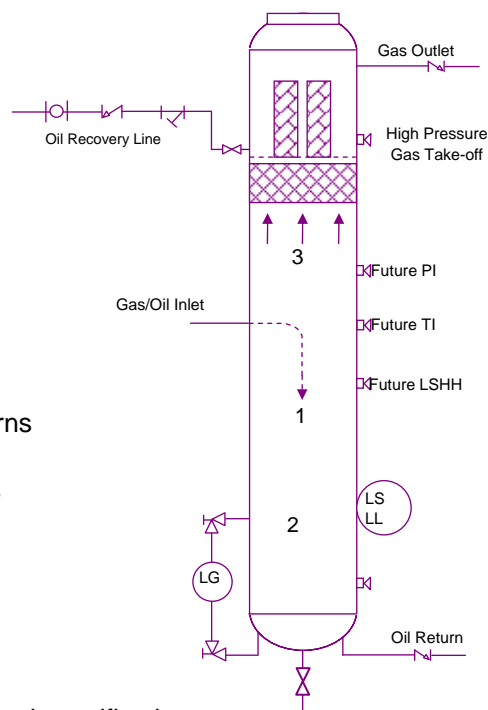 Gas Outlet
Oil Recovery Line
High Pressure
Gas Take-off
3
Future PI
Gas/Oil Inlet
Future TI
Future LSHH
1
rns
LS
LL
2
LG
Oil Return